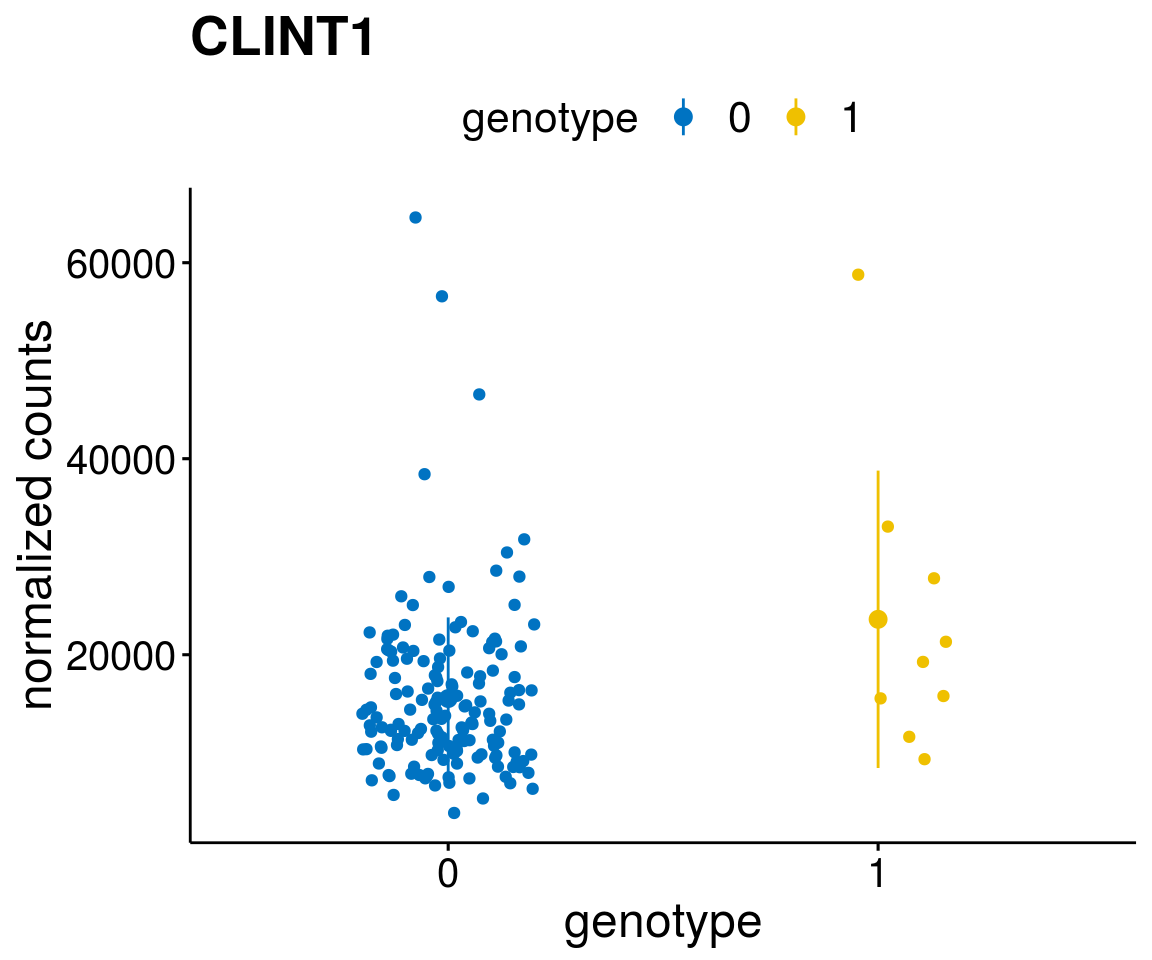 CLINT1
genotype 0 1
60000
40000
20000
normalized counts
0 1
genotype